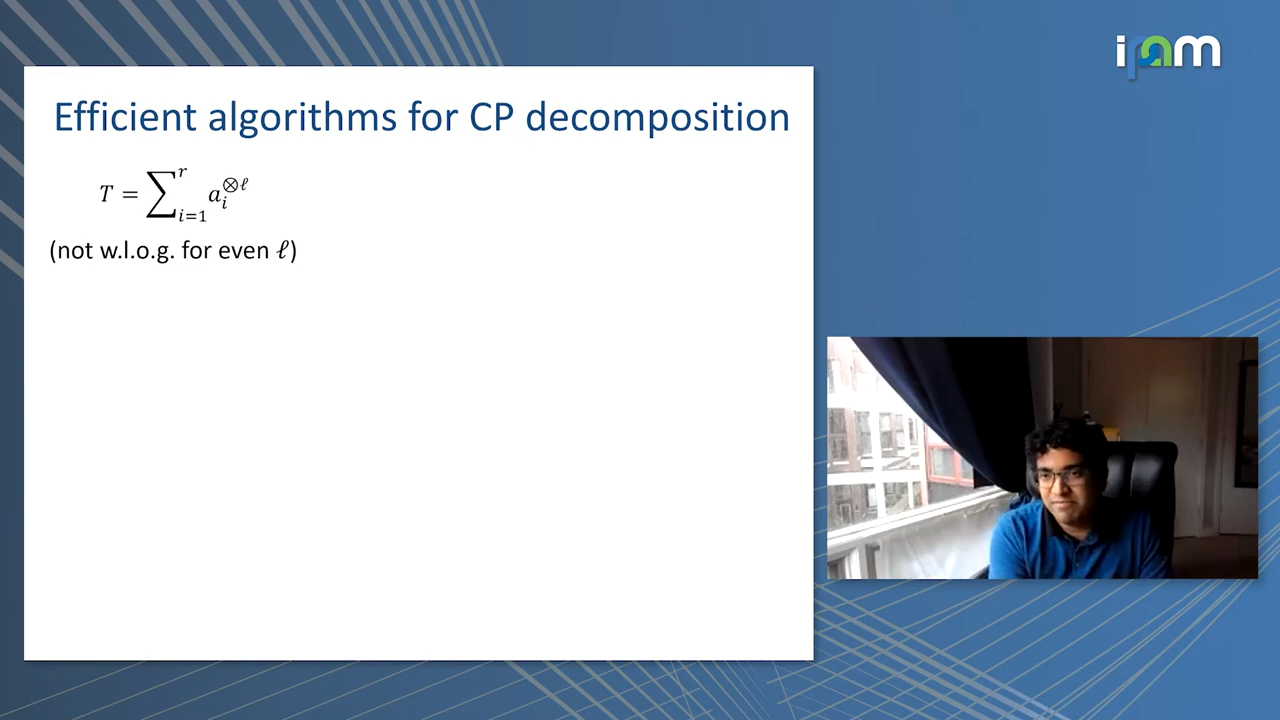 ipam
Efficient algorithms for CP decomposition
T = ∑_{i=1}^{r} a_i^{⊗ℓ}
(not w.l.o.g. for even ℓ)